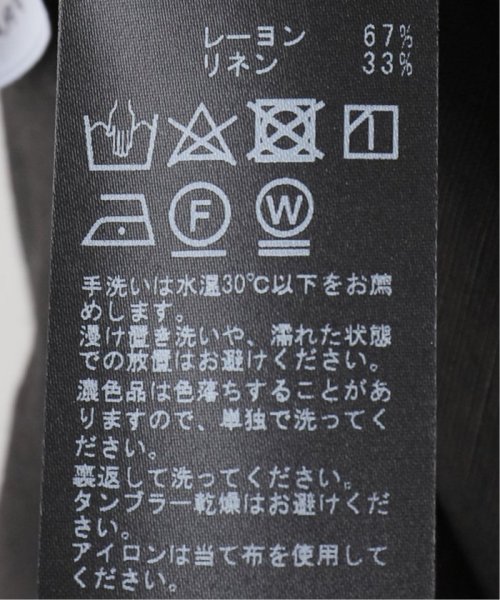 レーヨン 67%
リネン 33%
F W
手洗いは水温30℃以下をお薦
めします。
浸け置き洗いや、濡れた状態
での放置はお避けください。
濃色品は色落ちすることがあ
りますので、単独で洗ってく
ださい。
裏返して洗ってください。
タンブラー乾燥はお避けくだ
さい。
アイロンは当て布を使用して
ください。